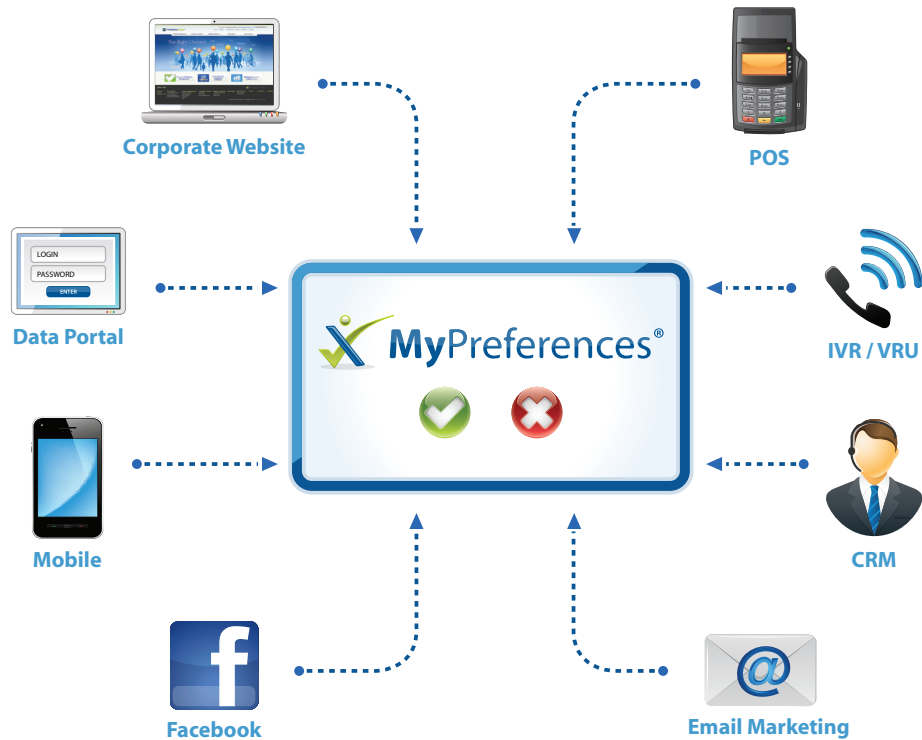 Corporate Website
POS
LOGIN
PASSWORD
ENTER
Data Portal
IVR / VRU
MyPreferences®
Mobile
CRM
f
Facebook
@
Email Marketing